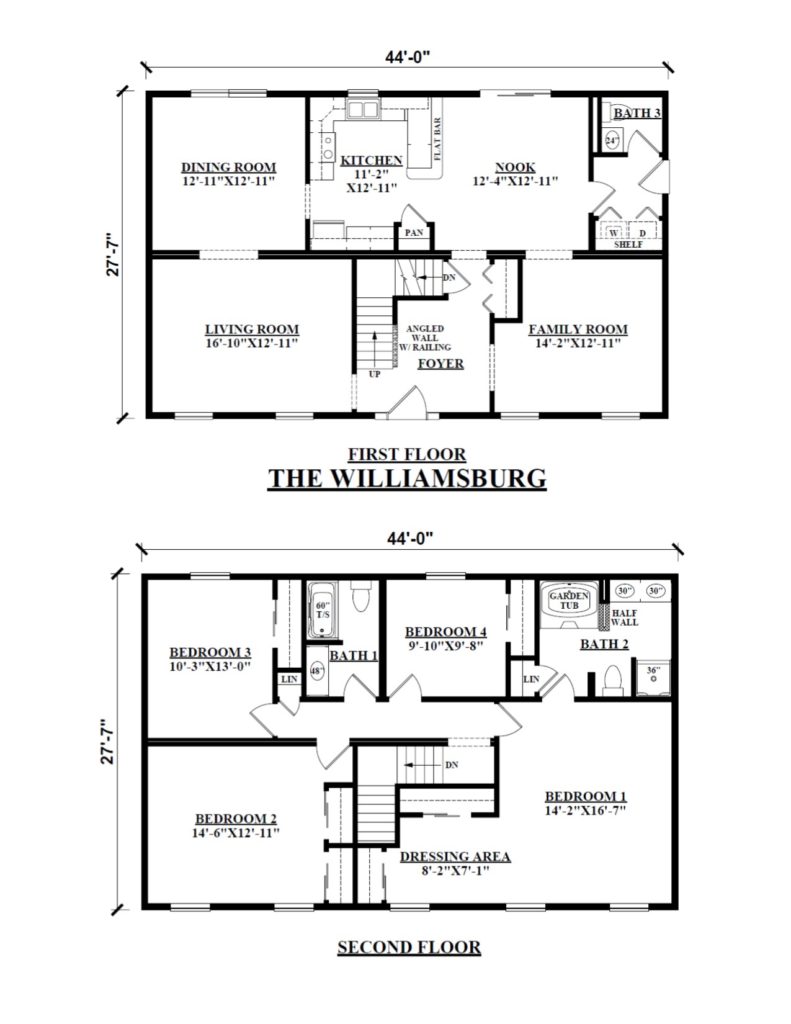 44'-0"
27'-7"
DINING ROOM
12'-11"X12'-11"
KITCHEN
11'-2"
X12'-11"
FLAT BAR
NOOK
12'-4"X12'-11"
BATH 3
24"
PAN
W D
SHELF
LIVING ROOM
16'-10"X12'-11"
DN
ANGLED
WALL
W/ RAILING
UP
FOYER
FAMILY ROOM
14'-2"X12'-11"
FIRST FLOOR
THE WILLIAMSBURG
44'-0"
27'-7"
BEDROOM 3
10'-3"X13'-0"
60"
T/S
BATH 1
48"
LIN
BEDROOM 4
9'-10"X9'-8"
GARDEN
TUB
30" 30"
HALF
WALL
BATH 2
LIN
36"
DN
BEDROOM 2
14'-6"X12'-11"
BEDROOM 1
14'-2"X16'-7"
DRESSING AREA
8'-2"X7'-1"
SECOND FLOOR